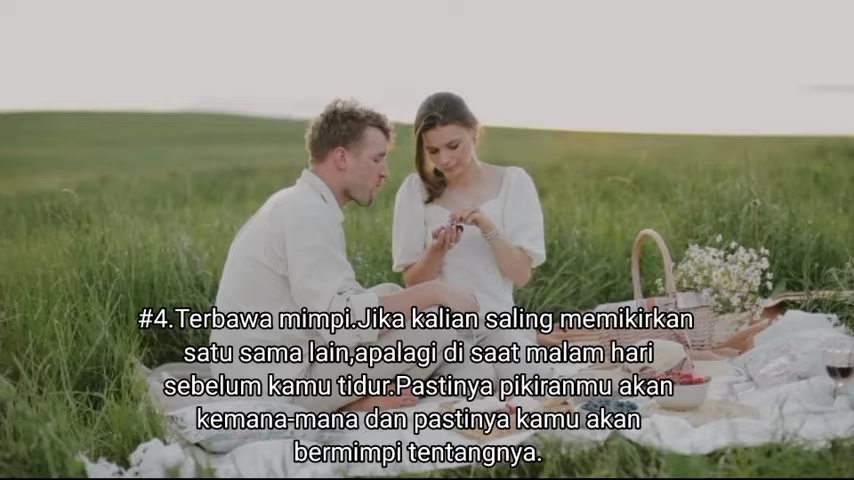 #4.Terbawa mimpi.Jika kalian saling memikirkan
satu sama lain,apalagi di saat malam hari
sebelum kamu tidur.Pastinya pikiranmu akan
kemana-mana dan pastinya kamu akan
bermimpi tentangnya.